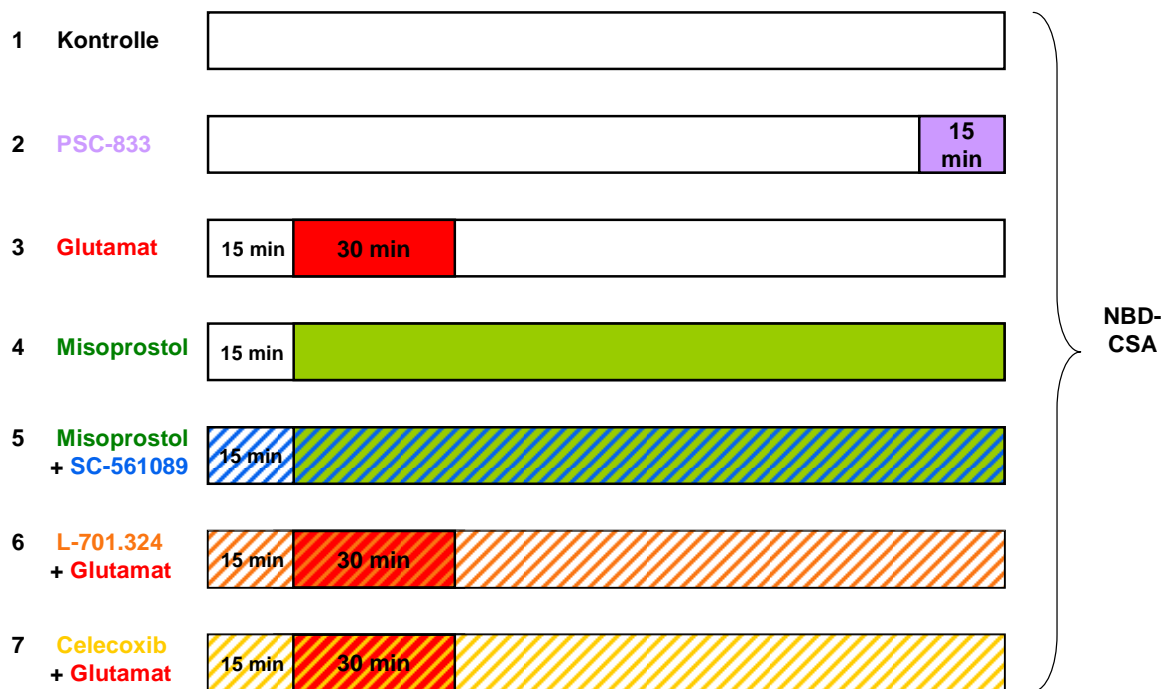 1 Kontrolle
2 PSC-833 15
min
3 Glutamat 15 min 30 min
4 Misoprostol 15 min
5 Misoprostol
+ SC-561089 15 min
6 L-701.324
+ Glutamat 15 min 30 min
7 Celecoxib
+ Glutamat 15 min 30 min
NBD-
CSA